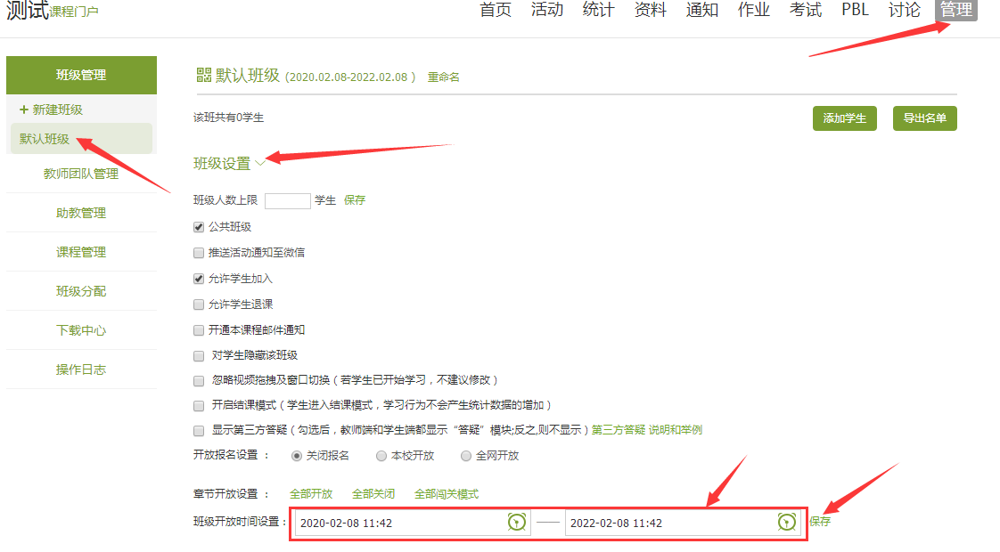 测试课程门户
首页 活动 统计 资料 通知 作业 考试 PBL 讨论 管理
班级管理
+ 新建班级
默认班级
教师团队管理
助教管理
课程管理
班级分配
下载中心
操作日志
默认班级 (2020.02.08-2022.02.08 ) 重命名
该班共有0学生
添加学生 导出名单
班级设置
班级人数上限 学生 保存
公共班级
推送活动通知至微信
允许学生加入
允许学生退课
开通本课程邮件通知
对学生隐藏该班级
忽略视频拖拽及窗口切换（若学生已开始学习，不建议修改）
开启结课模式（学生进入结课模式，学习行为不会产生统计数据的增加）
显示第三方答疑（勾选后，教师端和学生端都显示“答疑”模块;反之,则不显示）第三方答疑 说明和举例
开放报名设置 ： 关闭报名 本校开放 全网开放
章节开放设置 ： 全部开放 全部关闭 全部闯关模式
班级开放时间设置： 2020-02-08 11:42 —— 2022-02-08 11:42 保存